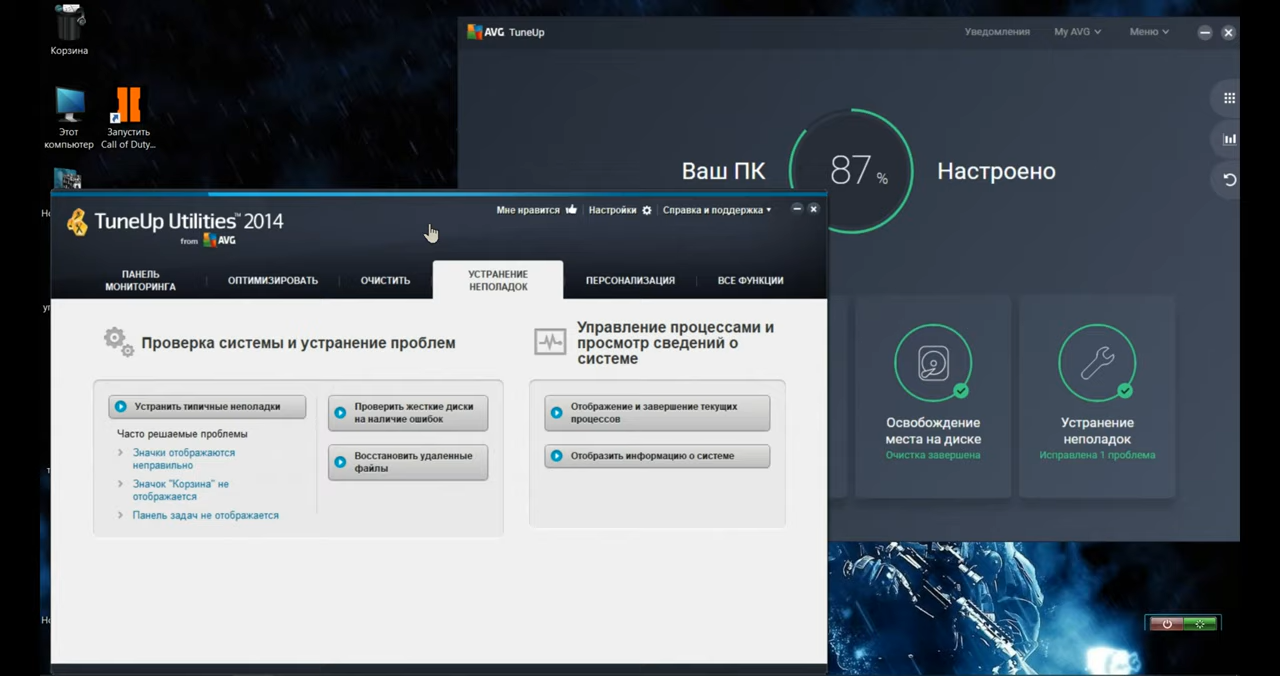 Корзина
Этот
компьютер
Запустить
Call of Duty...
AVG TuneUp
Уведомления
My AVG
Меню
Ваш ПК
87 %
Настроено
Освобождение
места на диске
Очистка завершена
Устранение
неполадок
Исправлена 1 проблема
TuneUp Utilities™ 2014
from AVG
Мне нравится
Настройки
Справка и поддержка
ПАНЕЛЬ
МОНИТОРИНГА
ОПТИМИЗИРОВАТЬ
ОЧИСТИТЬ
УСТРАНЕНИЕ
НЕПОЛАДОК
ПЕРСОНАЛИЗАЦИЯ
ВСЕ ФУНКЦИИ
Проверка системы и устранение проблем
Устранить типичные неполадки
Часто решаемые проблемы
Значки отображаются
неправильно
Значок "Корзина" не
отображается
Панель задач не отображается
Проверить жесткие диски
на наличие ошибок
Восстановить удаленные
файлы
Управление процессами и
просмотр сведений о
системе
Отображение и завершение текущих
процессов
Отобразить информацию о системе